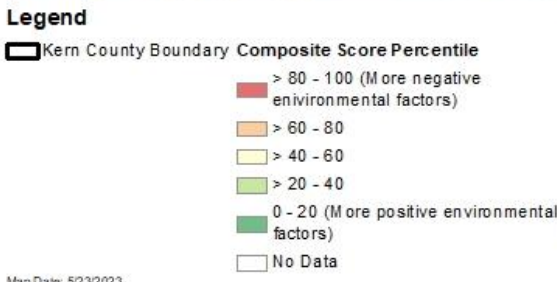 Legend
Kern County Boundary Composite Score Percentile
> 80 - 100 (More negative
enivironmental factors)
> 60 - 80
> 40 - 60
> 20 - 40
0 - 20 (More positive environmental
factors)
No Data
Map Date: 5/23/2023